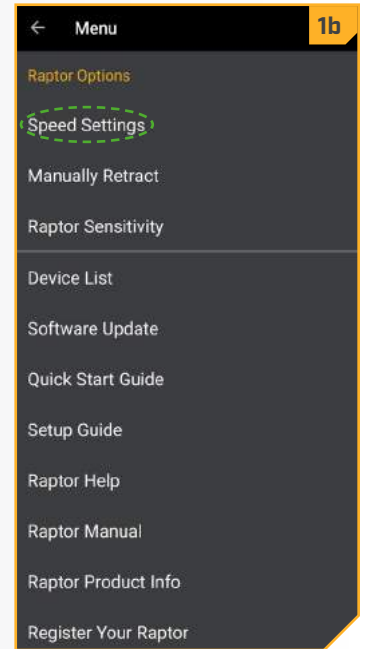 Menu
1b
Raptor Options
Speed Settings
Manually Retract
Raptor Sensitivity
Device List
Software Update
Quick Start Guide
Setup Guide
Raptor Help
Raptor Manual
Raptor Product Info
Register Your Raptor